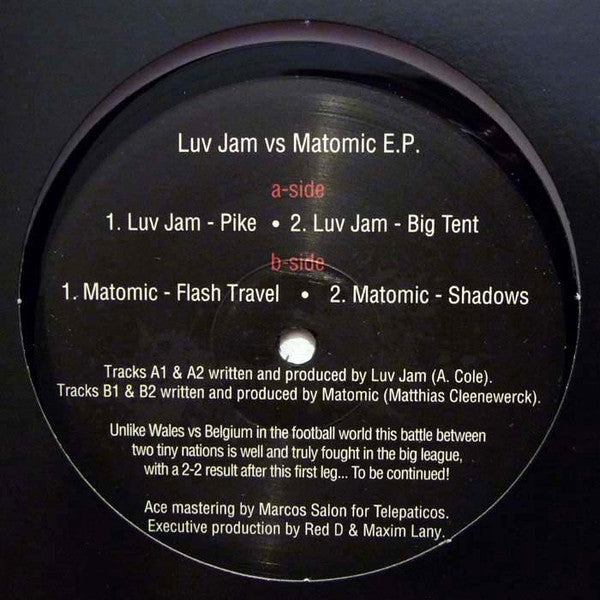 Luv Jam vs Matomic E.P.
a-side
1. Luv Jam - Pike • 2. Luv Jam - Big Tent
b-side
1. Matomic - Flash Travel • 2. Matomic - Shadows
Tracks A1 & A2 written and produced by Luv Jam (A. Cole).
Tracks B1 & B2 written and produced by Matomic (Matthias Cleenewerck).
Unlike Wales vs Belgium in the football world this battle between
two tiny nations is well and truly fought in the big league,
with a 2-2 result after this first leg... To be continued!
Ace mastering by Marcos Salon for Telepaticos.
Executive production by Red D & Maxim Lany.